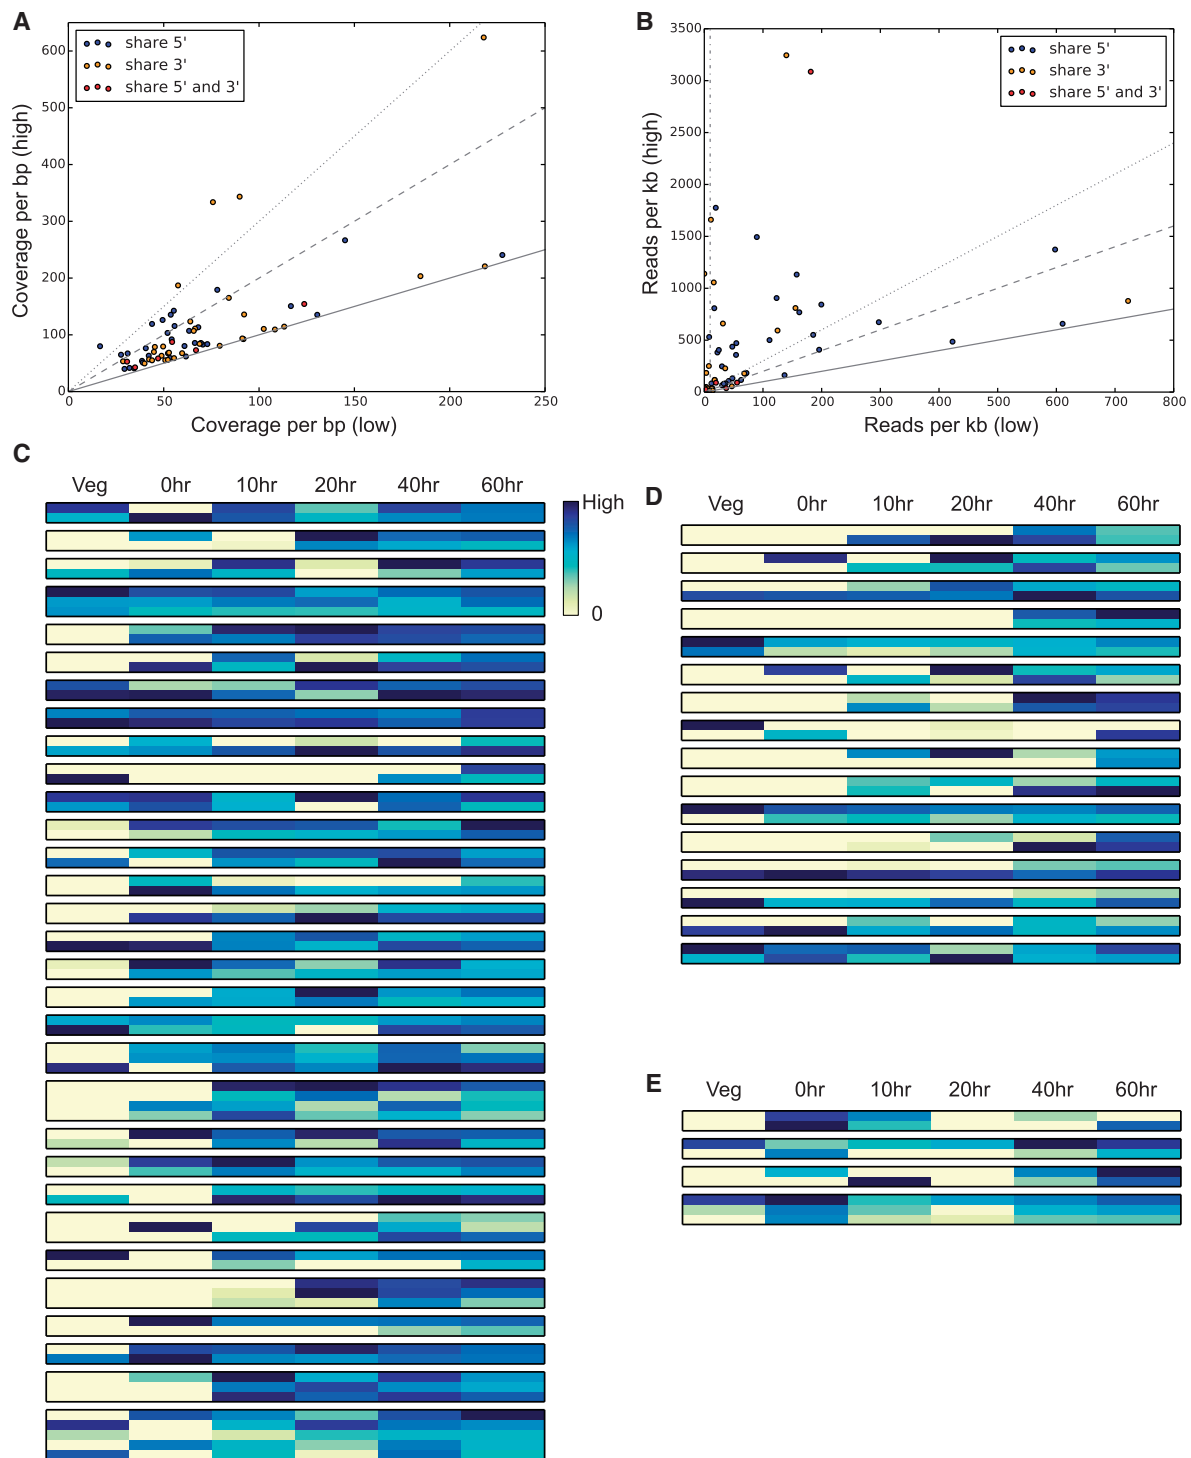 A
600
500
400
300
200
100
0
0
50
100
150
200
250
Coverage per bp (high)
Coverage per bp (low)
share 5'
share 3'
share 5' and 3'
B
3500
3000
2500
2000
1500
1000
500
0
0
100
200
300
400
500
600
700
800
Reads per kb (high)
Reads per kb (low)
share 5'
share 3'
share 5' and 3'
C
Veg 0hr 10hr 20hr 40hr 60hr
High
0
D
Veg 0hr 10hr 20hr 40hr 60hr
E
Veg 0hr 10hr 20hr 40hr 60hr